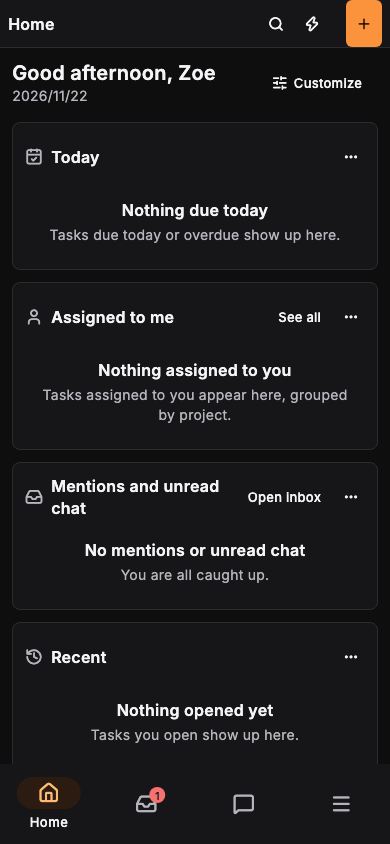 Home
Good afternoon, Zoe
2026/11/22
Customize
Today
Nothing due today
Tasks due today or overdue show up here.
Assigned to me
See all
Nothing assigned to you
Tasks assigned to you appear here, grouped
by project.
Mentions and unread
chat
Open Inbox
No mentions or unread chat
You are all caught up.
Recent
Nothing opened yet
Tasks you open show up here.
1
Home